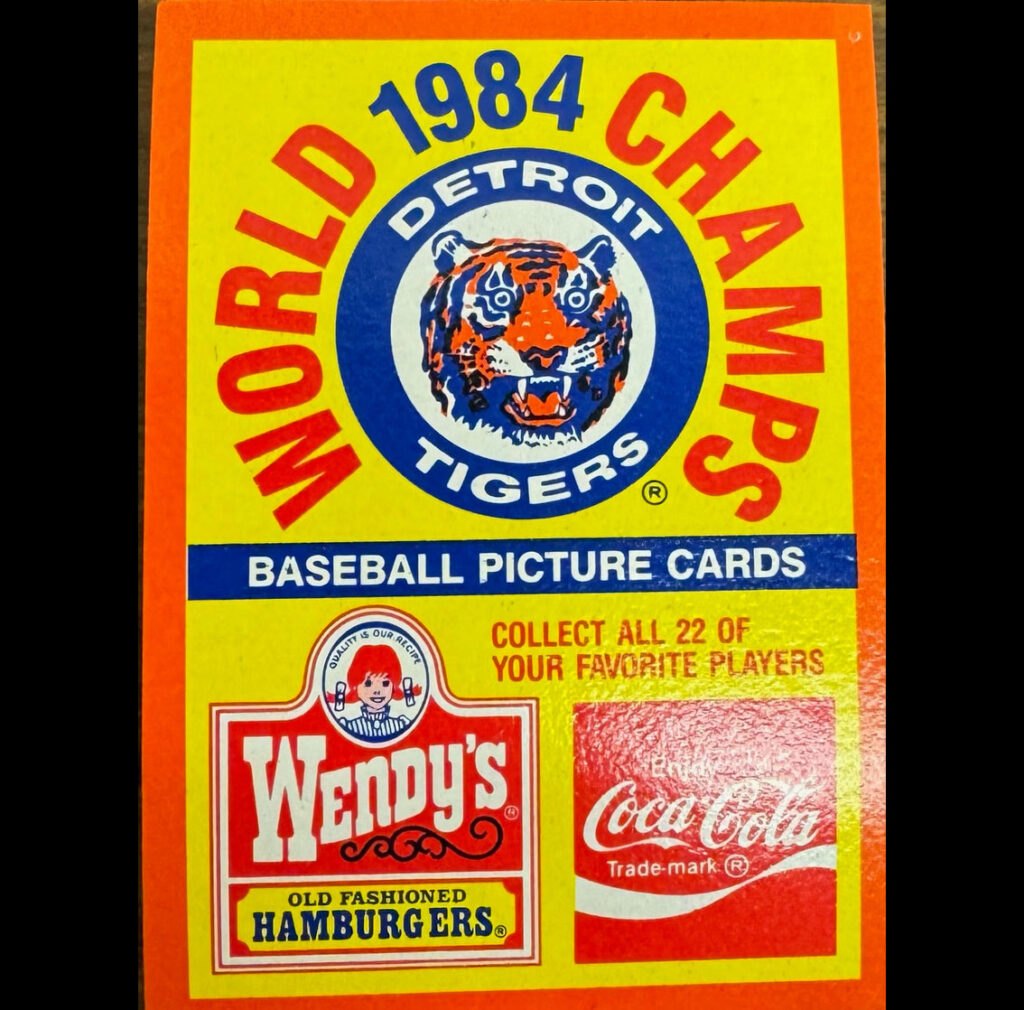 WORLD 1984 CHAMPS
DETROIT
TIGERS
®
BASEBALL PICTURE CARDS
COLLECT ALL 22 OF
YOUR FAVORITE PLAYERS
QUALITY IS OUR RECIPE
WENDY'S ®
OLD FASHIONED
HAMBURGERS®
Enjoy
Coca-Cola
Trade-mark ®